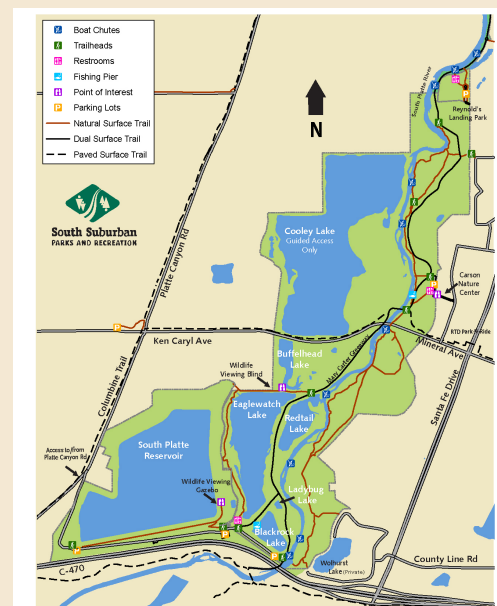 Boat Chutes
Trailheads
Restrooms
Fishing Pier
Point of Interest
P Parking Lots
Natural Surface Trail
Dual Surface Trail
Paved Surface Trail
N
South Platte River
Reynold's
Landing Park
South Suburban
PARKS AND RECREATION
Platte Canyon Rd
Cooley Lake
Guided Access
Only
Carson
Nature
Center
RTD Park-n-Ride
Mineral Ave
Ken Caryl Ave
Mary Carter Greenway
Buffelhead
Lake
Wildlife
Viewing Blind
Columbine Trail
Santa Fe Drive
Eaglewatch
Lake
Redtail
Lake
South Platte
Reservoir
Access to/from
Platte Canyon Rd
Wildlife Viewing
Gazebo
Ladybug
Lake
Blackrock
Lake
Wolhurst
Lake (Private)
County Line Rd
C-470